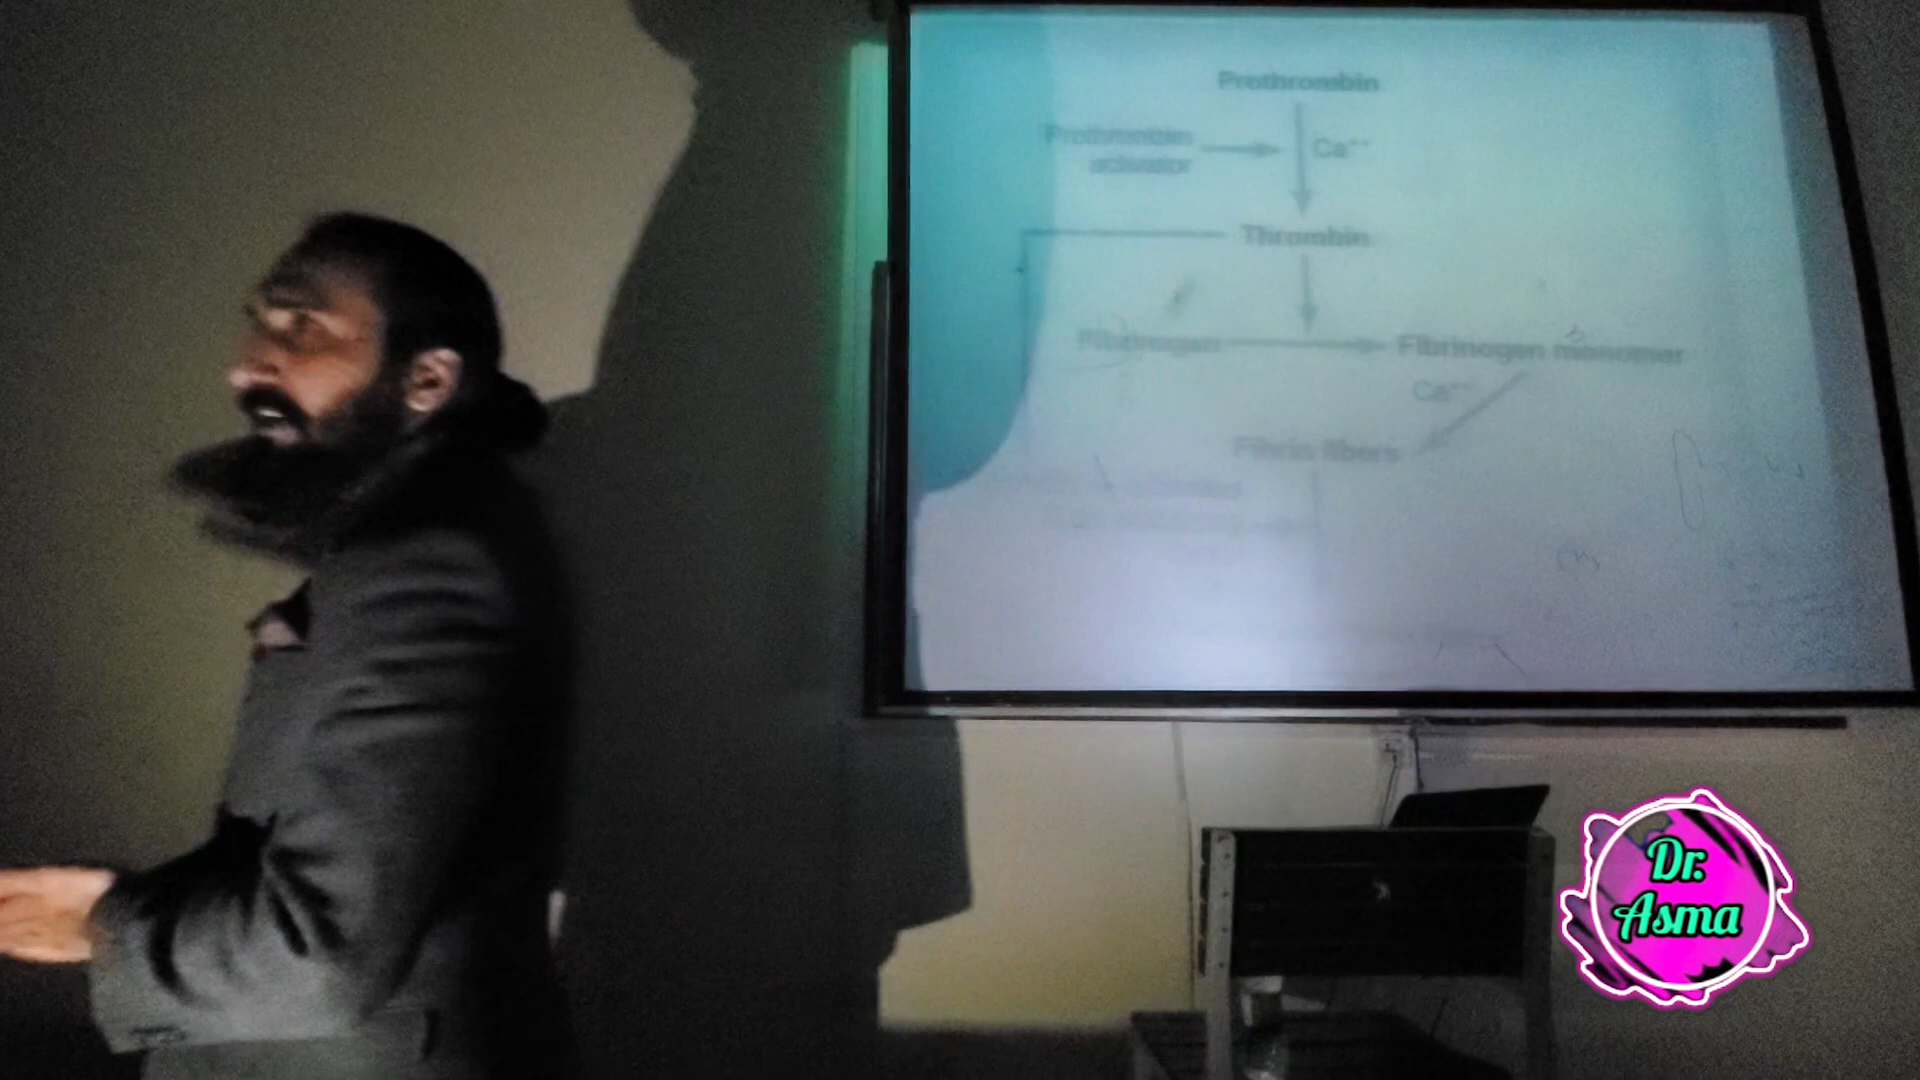 Prothrombin
Prothrombin
activator
Ca++
Thrombin
Fibrinogen
Fibrinogen monomer
Ca++
Fibrin fibers
Dr.
Asma